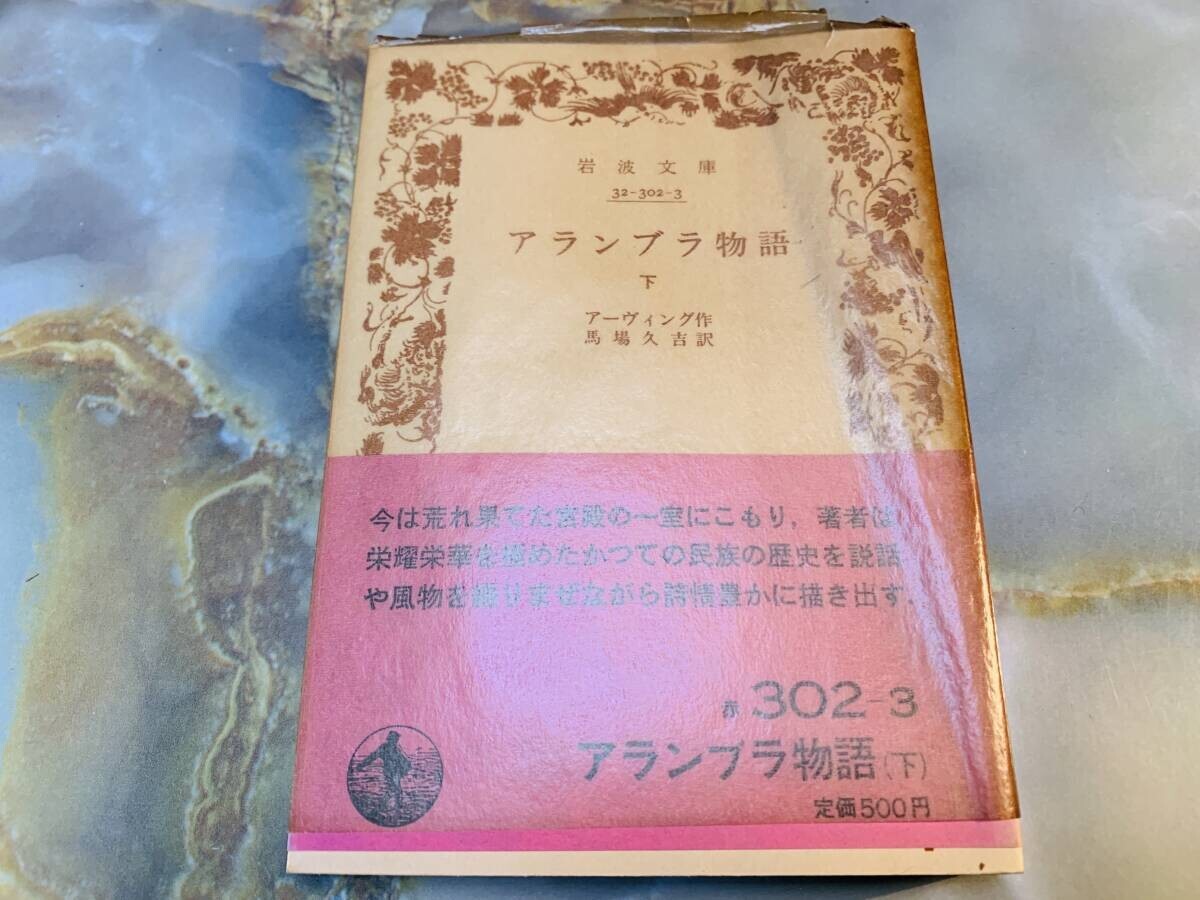 岩波文庫
32-302-3
アランブラ物語
下
アーヴィング作
馬場久吉訳
今は荒れ果てた宮殿の一室にこもり，著者は
栄耀栄華を極めたかつての民族の歴史を説話
や風物を織りまぜながら詩情豊かに描き出す．
赤 302-3
アランブラ物語(下)
定価500円